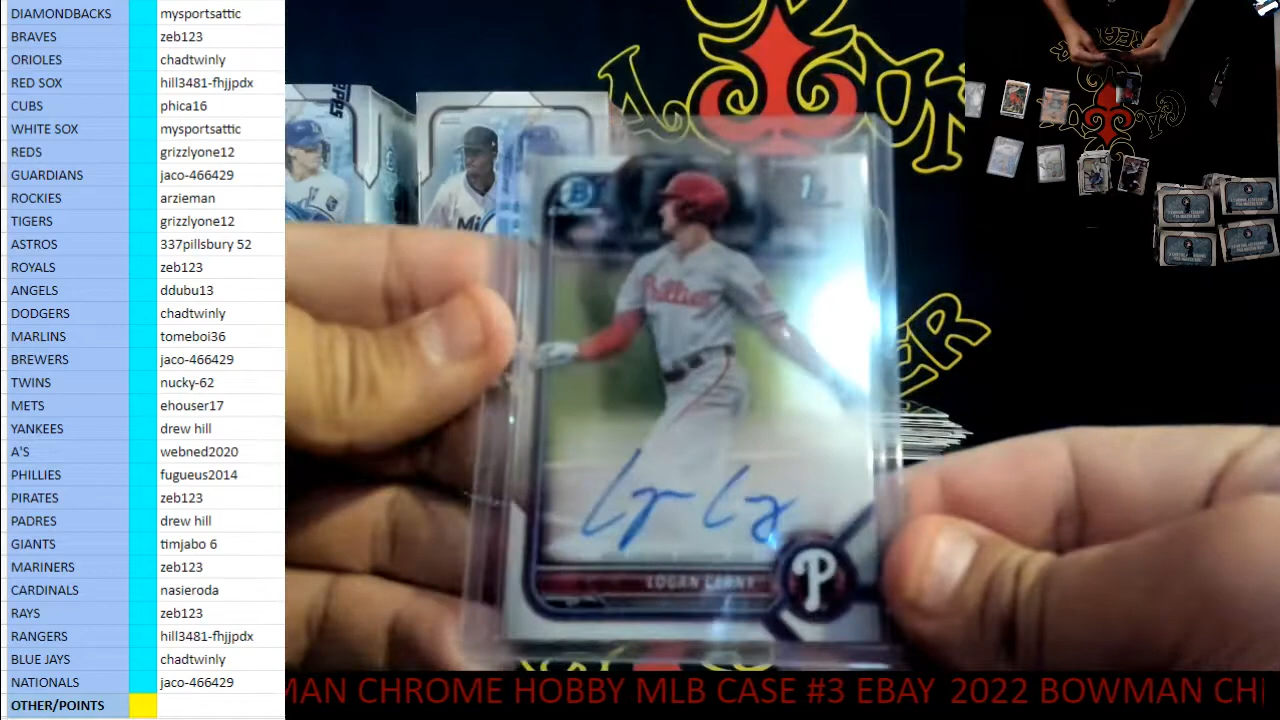 DIAMONDBACKS mysportsattic
BRAVES zeb123
ORIOLES chadtwinly
RED SOX hill3481-fhjjpdx
CUBS phica16
WHITE SOX mysportsattic
REDS grizzlyone12
GUARDIANS jaco-466429
ROCKIES arzieman
TIGERS grizzlyone12
ASTROS 337pillsbury 52
ROYALS zeb123
ANGELS ddubu13
DODGERS chadtwinly
MARLINS tomeboi36
BREWERS jaco-466429
TWINS nucky-62
METS ehouser17
YANKEES drew hill
A'S webned2020
PHILLIES fugueus2014
PIRATES zeb123
PADRES drew hill
GIANTS timjabo 6
MARINERS zeb123
CARDINALS nasieroda
RAYS zeb123
RANGERS hill3481-fhjjpdx
BLUE JAYS chadtwinly
NATIONALS jaco-466429
OTHER/POINTS
Phillies
LOGAN CERNY
P
MAN CHROME HOBBY MLB CASE #3 EBAY 2022 BOWMAN CH